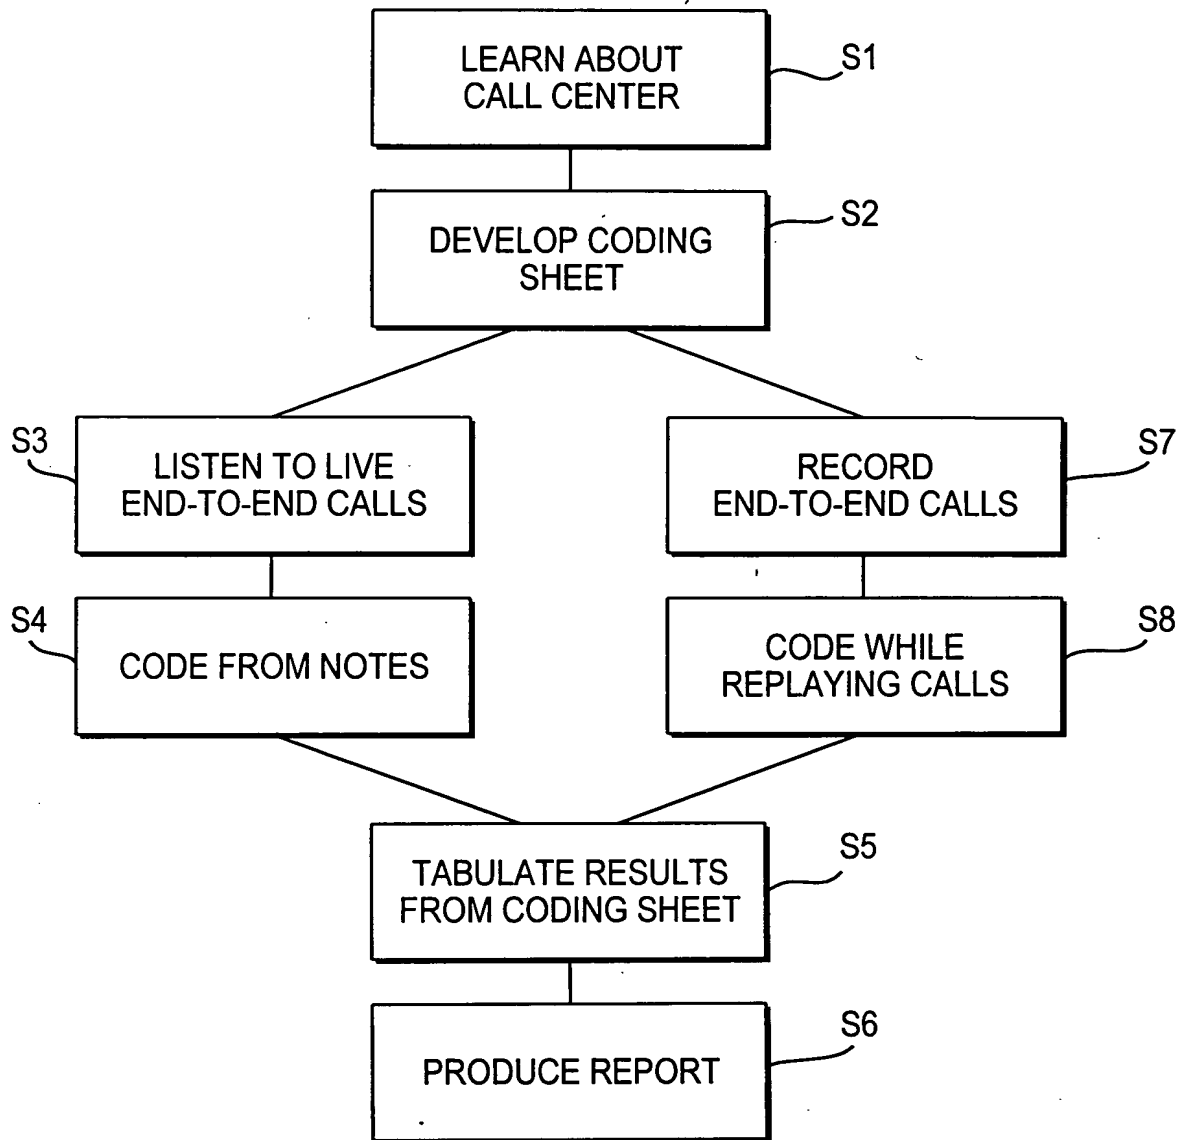 LEARN ABOUT
CALL CENTER
S1
DEVELOP CODING
SHEET
S2
S3
LISTEN TO LIVE
END-TO-END CALLS
RECORD
END-TO-END CALLS
S7
S4
CODE FROM NOTES
CODE WHILE
REPLAYING CALLS
S8
TABULATE RESULTS
FROM CODING SHEET
S5
PRODUCE REPORT
S6